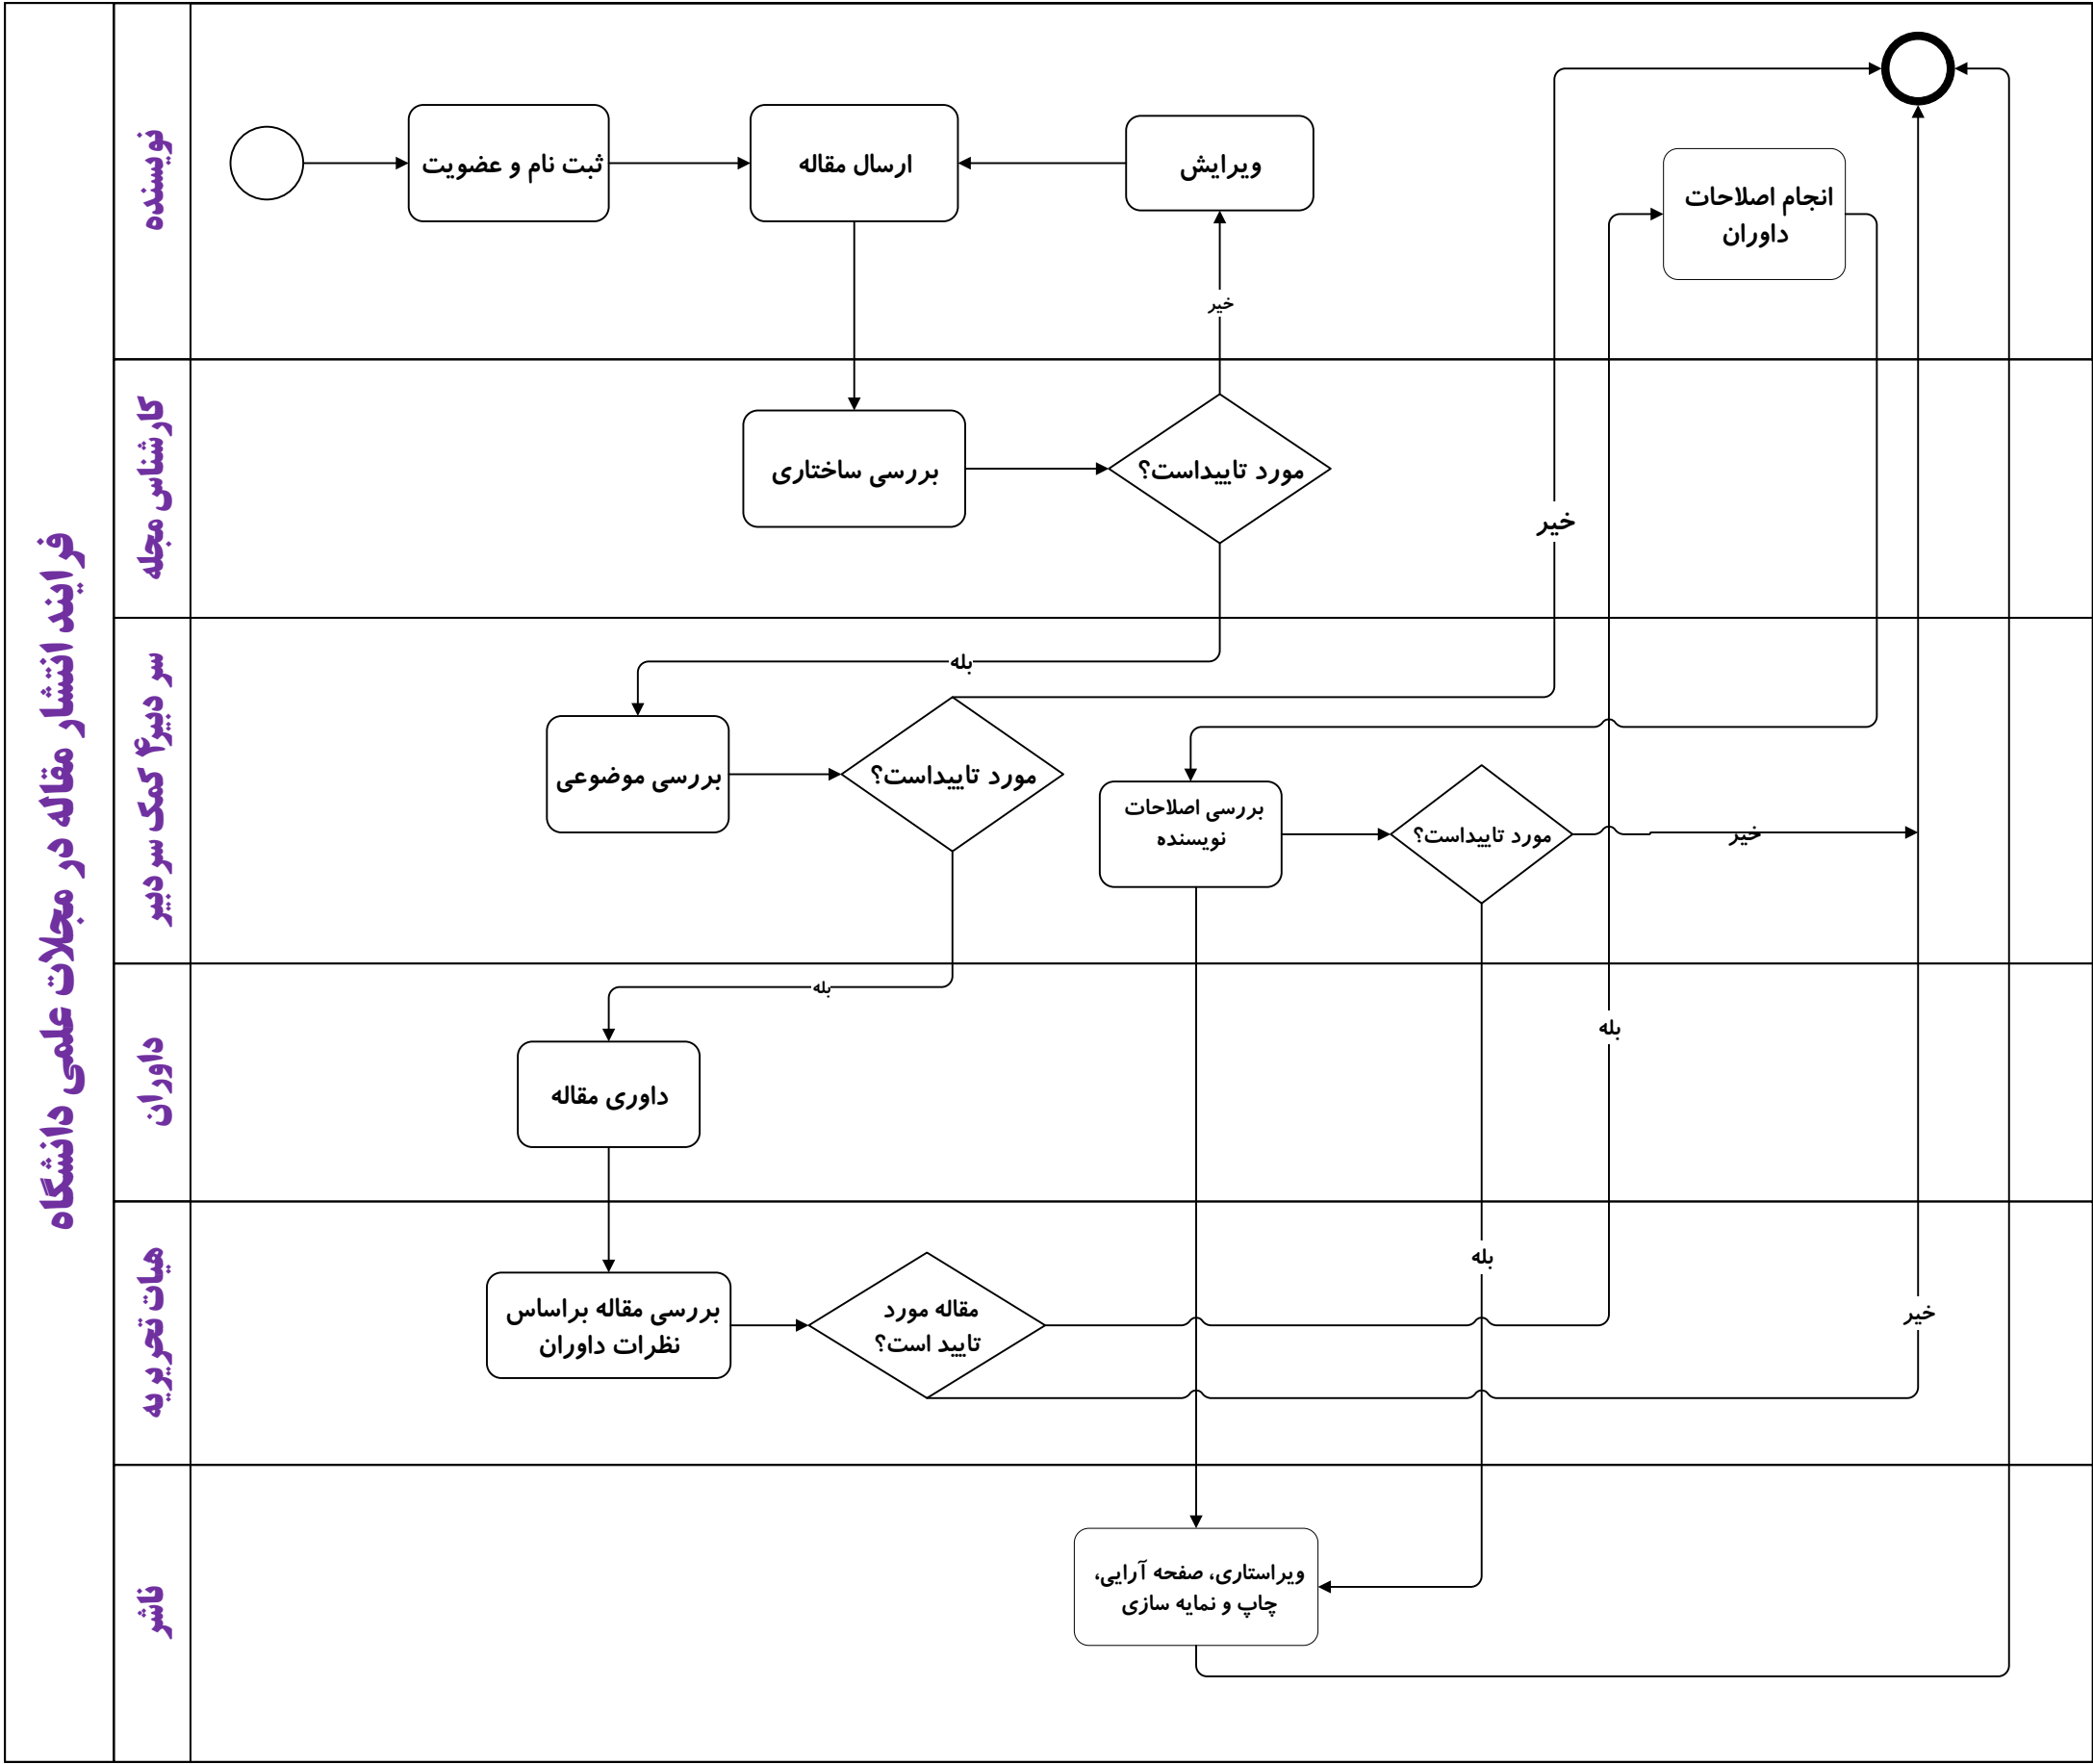 فرایند انتشار مقاله در مجلات علمی دانشگاه
نویسنده
ثبت نام و عضویت
ارسال مقاله
ویرایش
انجام اصلاحات
داوران
خیر
کارشناس مجله
بررسی ساختاری
مورد تاییداست؟
خیر
سر دبیر۴ کمک سردبیر
بله
بررسی موضوعی
مورد تاییداست؟
بررسی اصلاحات
نویسنده
مورد تاییداست؟
خیر
داوران
بله
بله
داوری مقاله
هیات تحریریه
بررسی مقاله براساس
نظرات داوران
مقاله مورد
تایید است؟
بله
خیر
ناشر
ویراستاری، صفحه آرایی،
چاپ و نمایه سازی